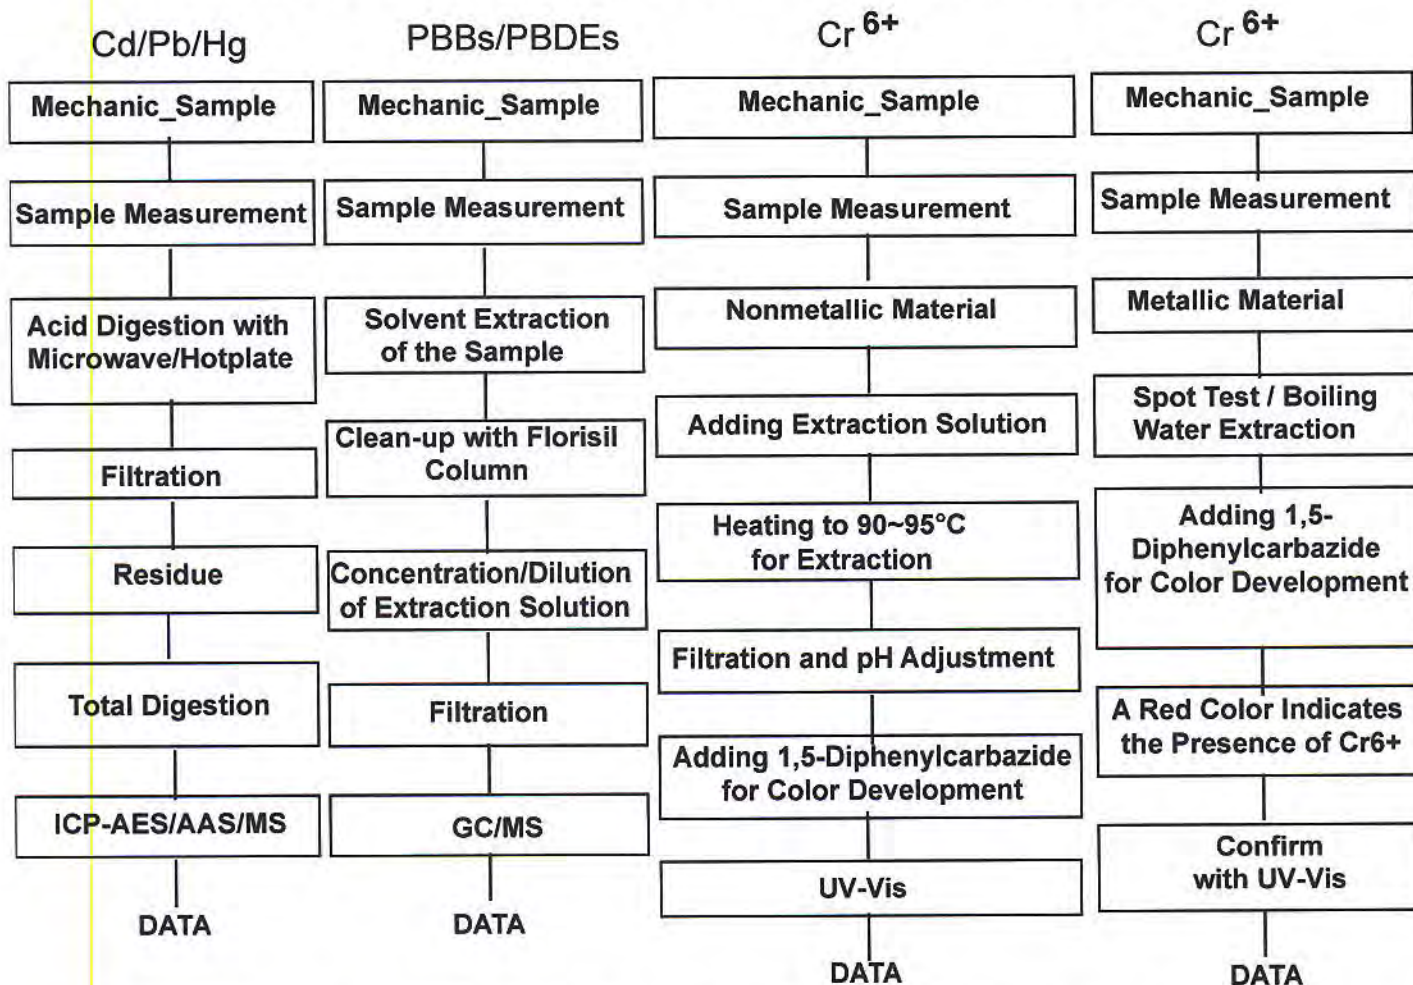 Cd/Pb/Hg
Mechanic_Sample
Sample Measurement
Acid Digestion with
Microwave/Hotplate
Filtration
Residue
Total Digestion
ICP-AES/AAS/MS
DATA
PBBs/PBDEs
Mechanic_Sample
Sample Measurement
Solvent Extraction
of the Sample
Clean-up with Florisil
Column
Concentration/Dilution
of Extraction Solution
Filtration
GC/MS
DATA
Cr 6+
Mechanic_Sample
Sample Measurement
Nonmetallic Material
Adding Extraction Solution
Heating to 90~95°C
for Extraction
Filtration and pH Adjustment
Adding 1,5-Diphenylcarbazide
for Color Development
UV-Vis
DATA
Cr 6+
Mechanic_Sample
Sample Measurement
Metallic Material
Spot Test / Boiling
Water Extraction
Adding 1,5-
Diphenylcarbazide
for Color Development
A Red Color Indicates
the Presence of Cr6+
Confirm
with UV-Vis
DATA